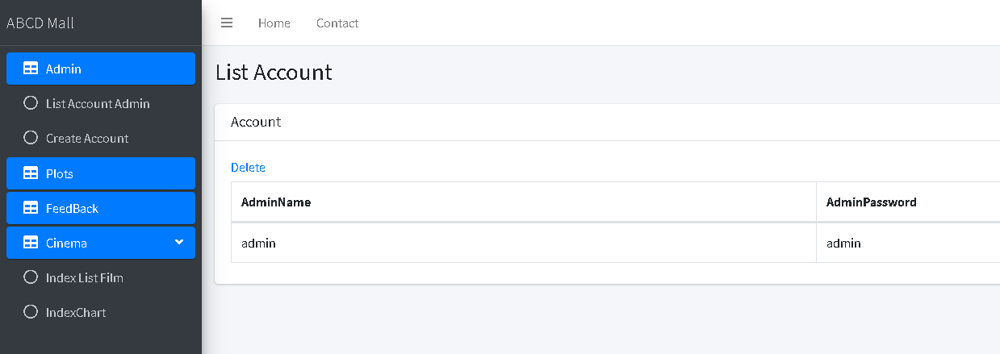 ABCD Mall
Home Contact
Admin
List Account Admin
Create Account
Plots
FeedBack
Cinema
Index List Film
IndexChart
List Account
Account
Delete
AdminName AdminPassword
admin admin